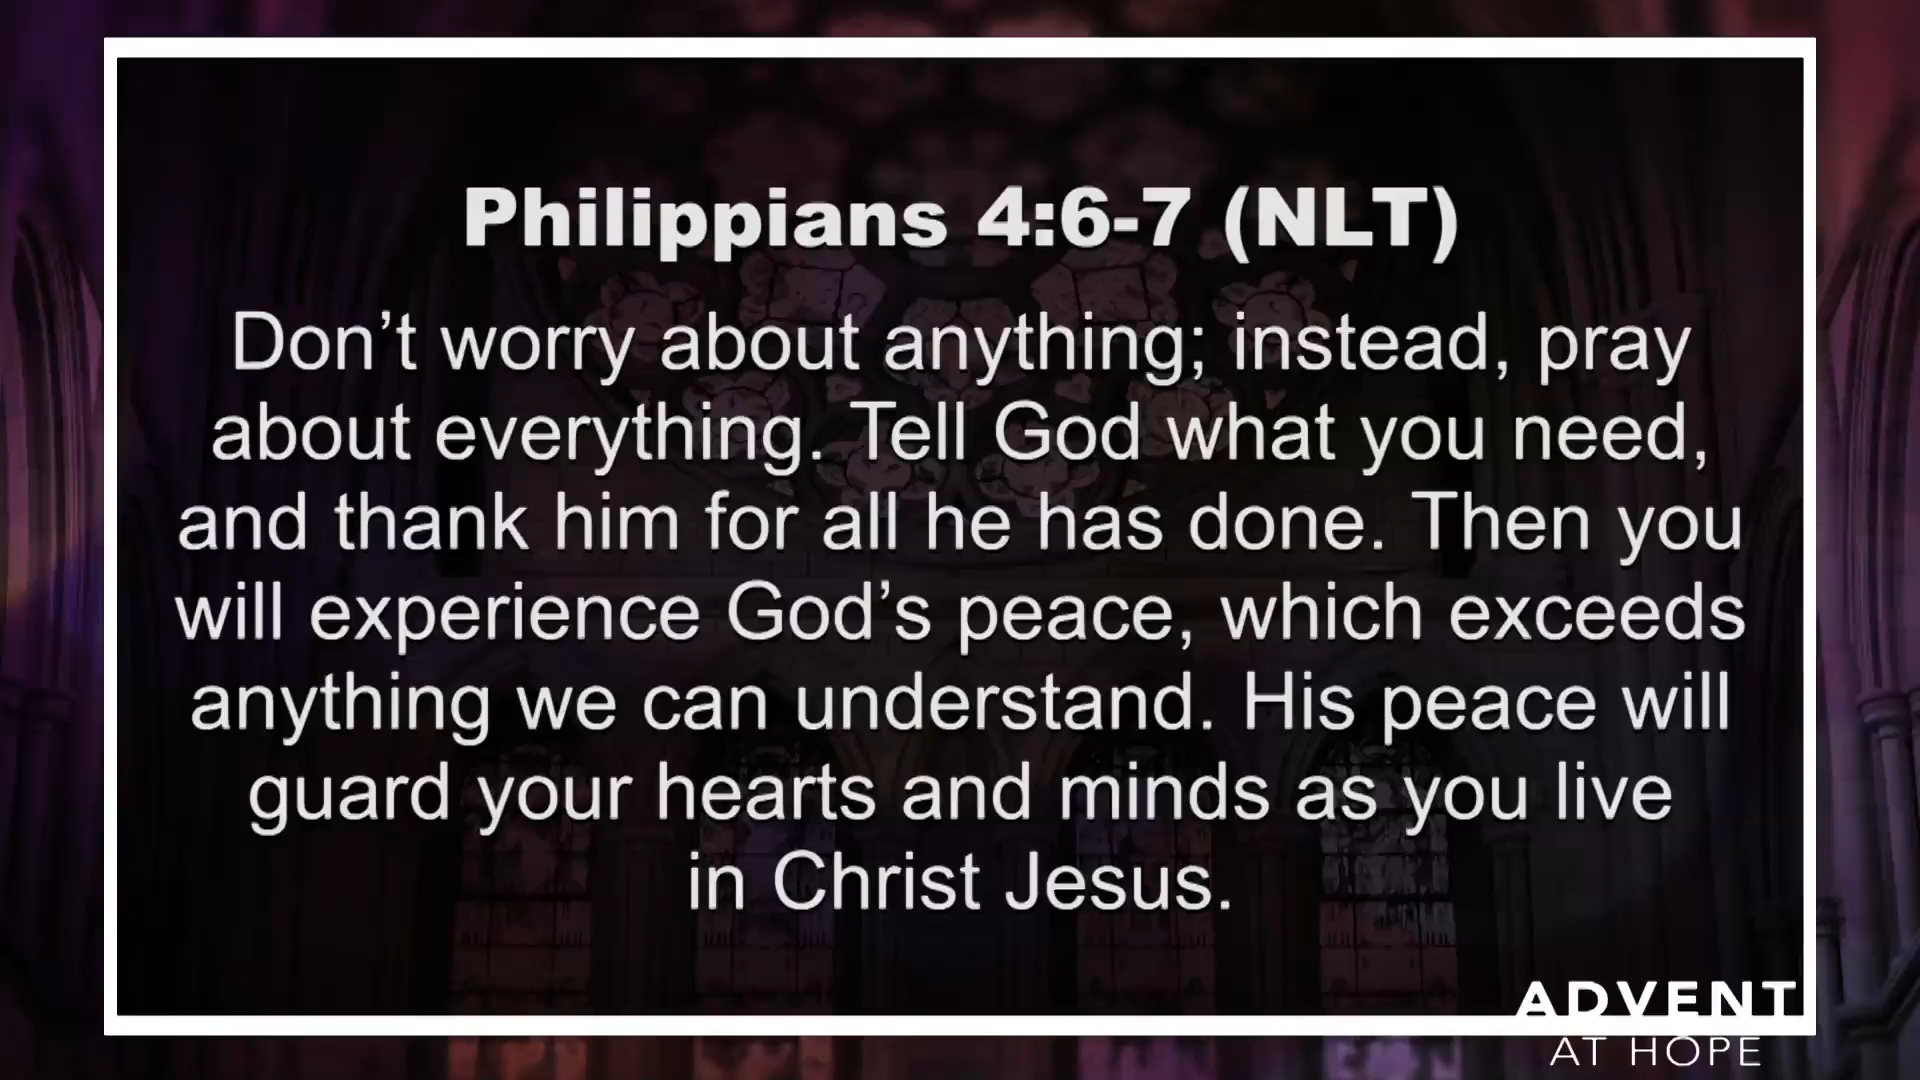 Philippians 4:6-7 (NLT)
Don’t worry about anything; instead, pray
about everything. Tell God what you need,
and thank him for all he has done. Then you
will experience God’s peace, which exceeds
anything we can understand. His peace will
guard your hearts and minds as you live
in Christ Jesus.
ADVENT
AT HOPE